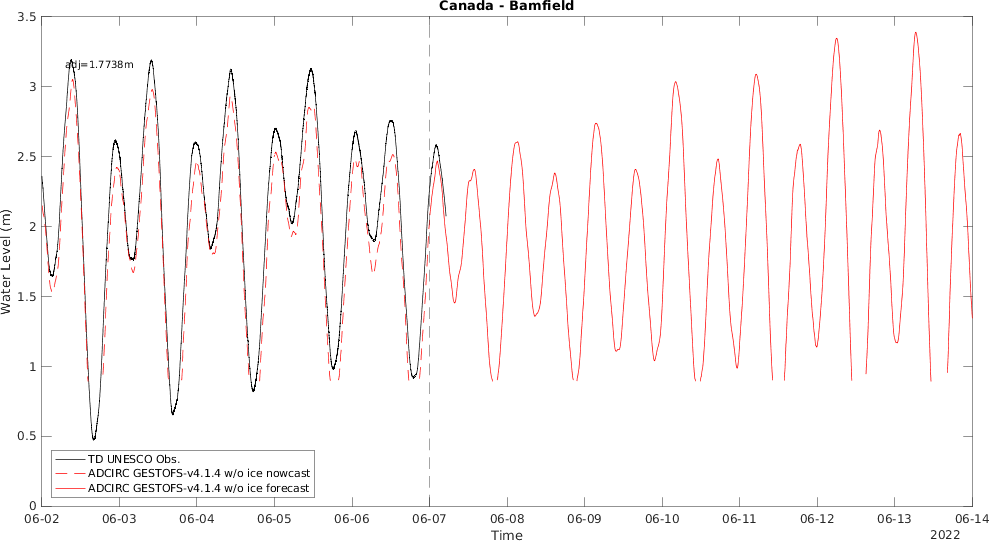 Canada - Bamfield
3.5
3
2.5
2
1.5
1
0.5
0
Water Level (m)
adj=1.7738m
TD UNESCO Obs.
ADCIRC GESTOFS-v4.1.4 w/o ice nowcast
ADCIRC GESTOFS-v4.1.4 w/o ice forecast
06-02 06-03 06-04 06-05 06-06 06-07 06-08 06-09 06-10 06-11 06-12 06-13 06-14
Time
2022